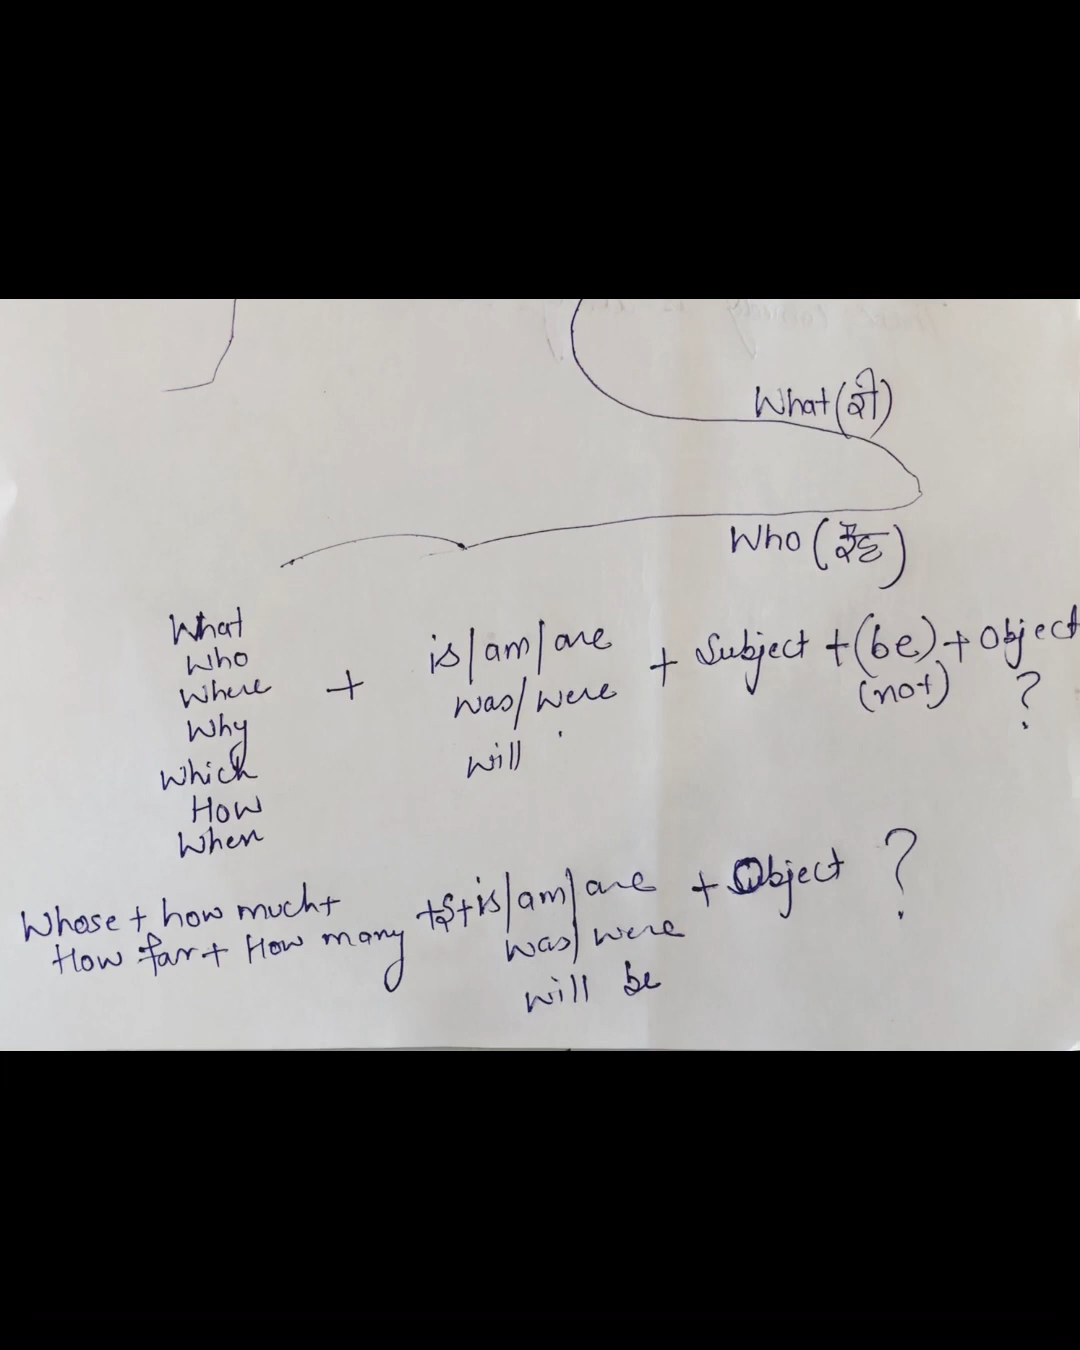 What (ਕੀ)
Who (ਕੌਣ)
What
Who
Where
Why
Which
How
When
+
is/am/are
was/were
will
+ Subject + (be) + Object
(not) ?
Whose + how much +
How far + How many + S + is/am/are + Object ?
was/were
will be